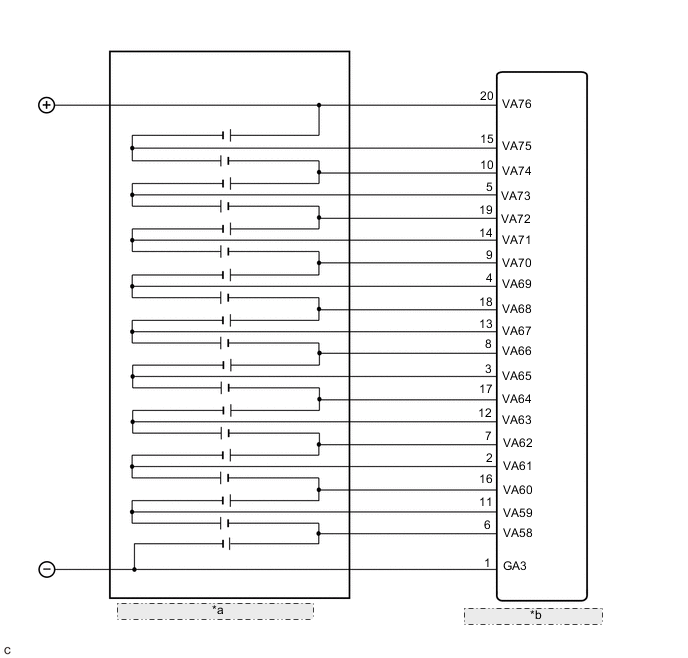 +
20 VA76
15 VA75
10 VA74
5 VA73
19 VA72
14 VA71
9 VA70
4 VA69
18 VA68
13 VA67
8 VA66
3 VA65
17 VA64
12 VA63
7 VA62
2 VA61
16 VA60
11 VA59
6 VA58
− 1 GA3
*a *b
C